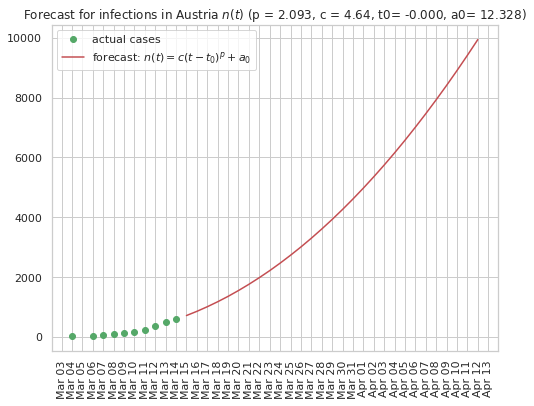 Forecast for infections in Austria n(t) (p = 2.093, c = 4.64, t0= -0.000, a0= 12.328)
actual cases
forecast: n(t) = c(t − t₀)ᵖ + a₀
10000
8000
6000
4000
2000
0
Mar 03
Mar 04
Mar 05
Mar 06
Mar 07
Mar 08
Mar 09
Mar 10
Mar 11
Mar 12
Mar 13
Mar 14
Mar 15
Mar 16
Mar 17
Mar 18
Mar 19
Mar 20
Mar 21
Mar 22
Mar 23
Mar 24
Mar 25
Mar 26
Mar 27
Mar 28
Mar 29
Mar 30
Mar 31
Apr 01
Apr 02
Apr 03
Apr 04
Apr 05
Apr 06
Apr 07
Apr 08
Apr 09
Apr 10
Apr 11
Apr 12
Apr 13